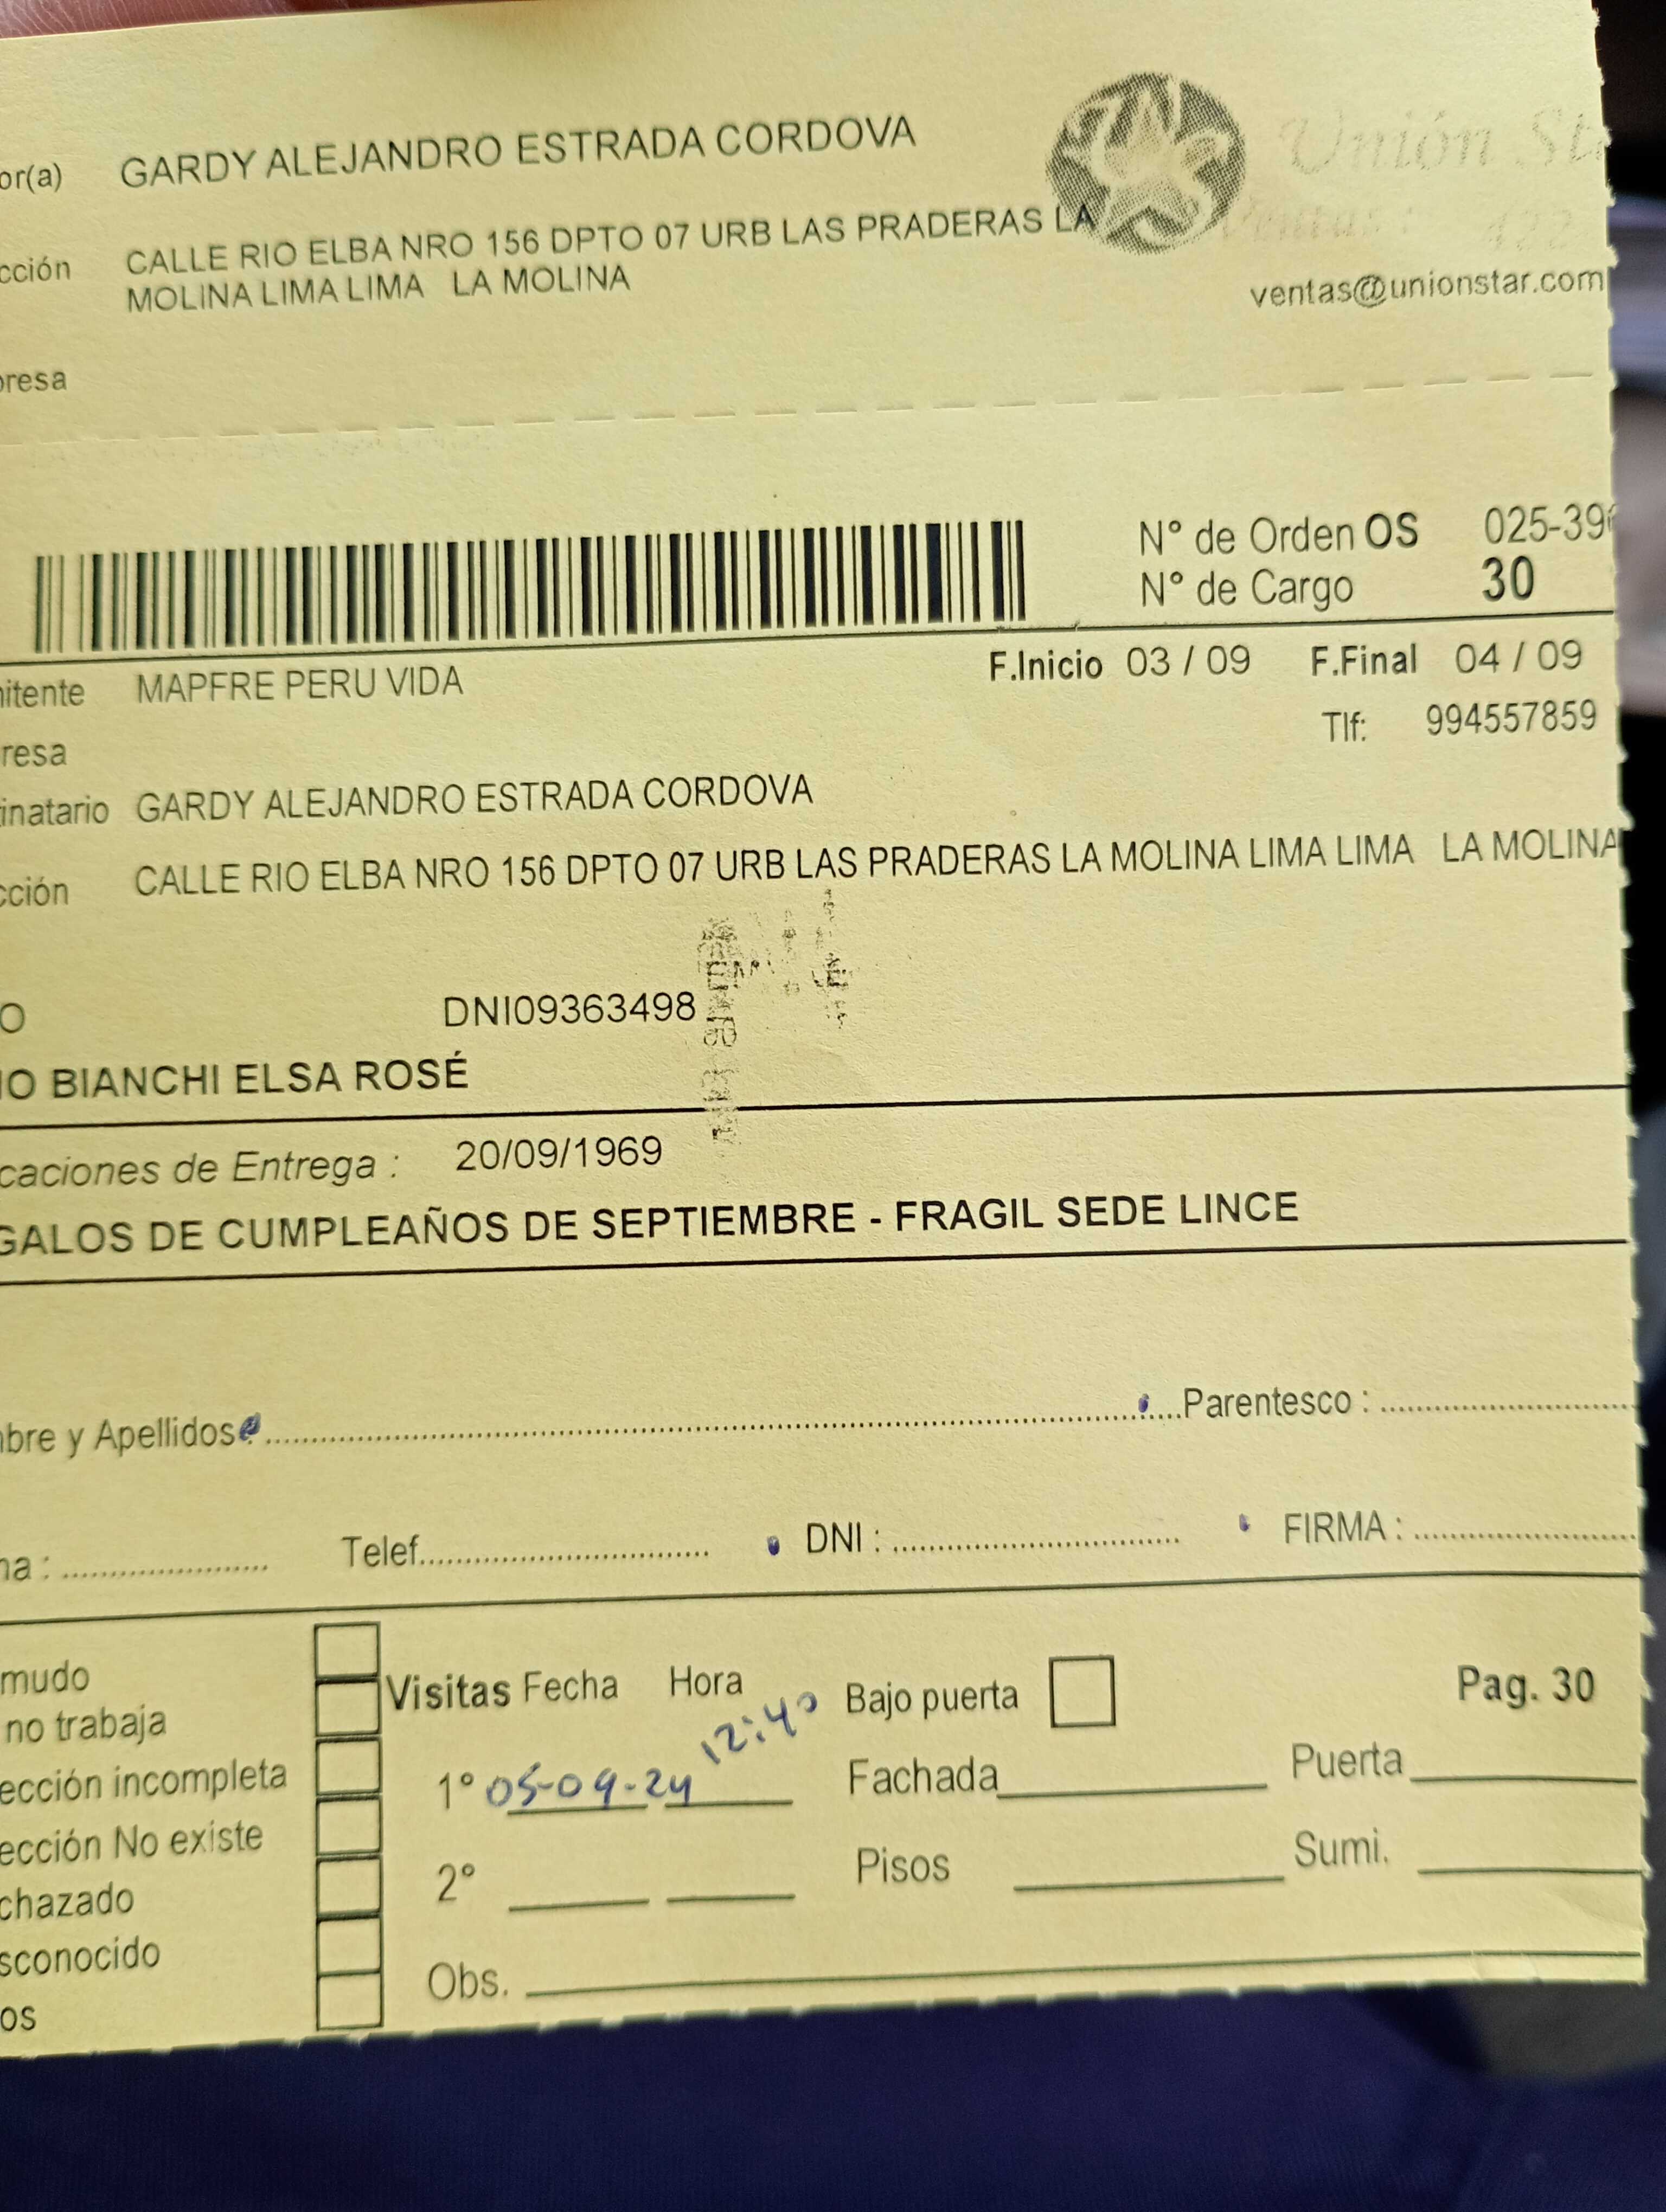 or(a) GARDY ALEJANDRO ESTRADA CORDOVA
Unión St
cción CALLE RIO ELBA NRO 156 DPTO 07 URB LAS PRADERAS LA
MOLINA LIMA LIMA LA MOLINA
ventas@unionstar.com
presa
N° de Orden OS 025-39
N° de Cargo 30
F.Inicio 03 / 09 F.Final 04 / 09
mitente MAPFRE PERU VIDA
Tlf: 994557859
resa
tinatario GARDY ALEJANDRO ESTRADA CORDOVA
cción CALLE RIO ELBA NRO 156 DPTO 07 URB LAS PRADERAS LA MOLINA LIMA LIMA LA MOLINA
O DNI09363498
IO BIANCHI ELSA ROSÉ
caciones de Entrega : 20/09/1969
GALOS DE CUMPLEAÑOS DE SEPTIEMBRE - FRAGIL SEDE LINCE
bre y Apellidos Parentesco :
ha : Telef. DNI : FIRMA :
mudo
no trabaja
ección incompleta
ección No existe
chazado
sconocido
os
Visitas Fecha Hora Bajo puerta Pag. 30
12:40
1° 05-09-24 Fachada Puerta
2° Pisos Sumi.
Obs.